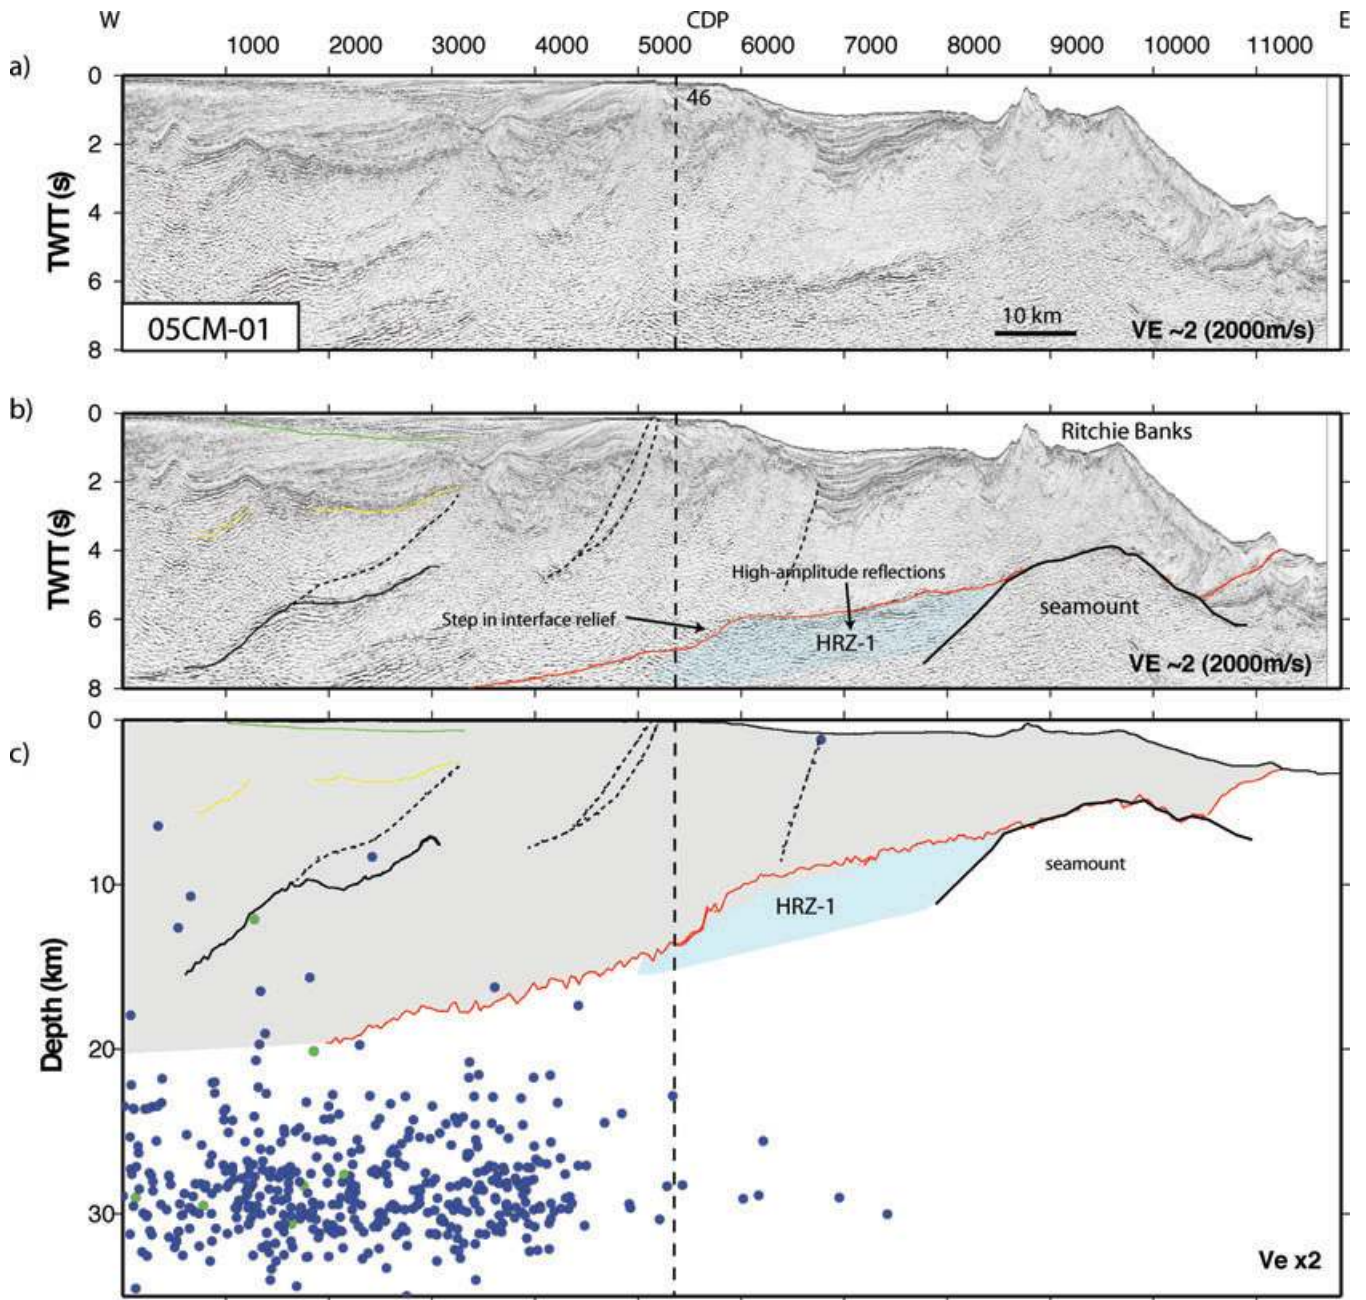 W CDP E
1000 2000 3000 4000 5000 6000 7000 8000 9000 10000 11000
a)
0
46
2
4
6
8
TWTT (s)
05CM-01
10 km
VE ~2 (2000m/s)
b)
0
Ritchie Banks
2
4
6
8
TWTT (s)
High-amplitude reflections
Step in interface relief
HRZ-1
seamount
VE ~2 (2000m/s)
c)
0
10
20
30
Depth (km)
seamount
HRZ-1
Ve x2